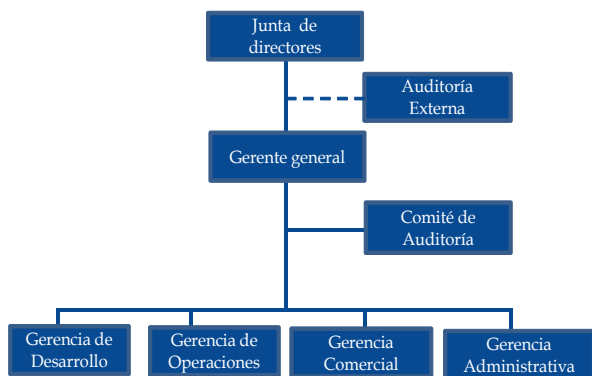 Junta de
directores
Auditoría
Externa
Gerente general
Comité de
Auditoría
Gerencia de
Desarrollo
Gerencia de
Operaciones
Gerencia
Comercial
Gerencia
Administrativa